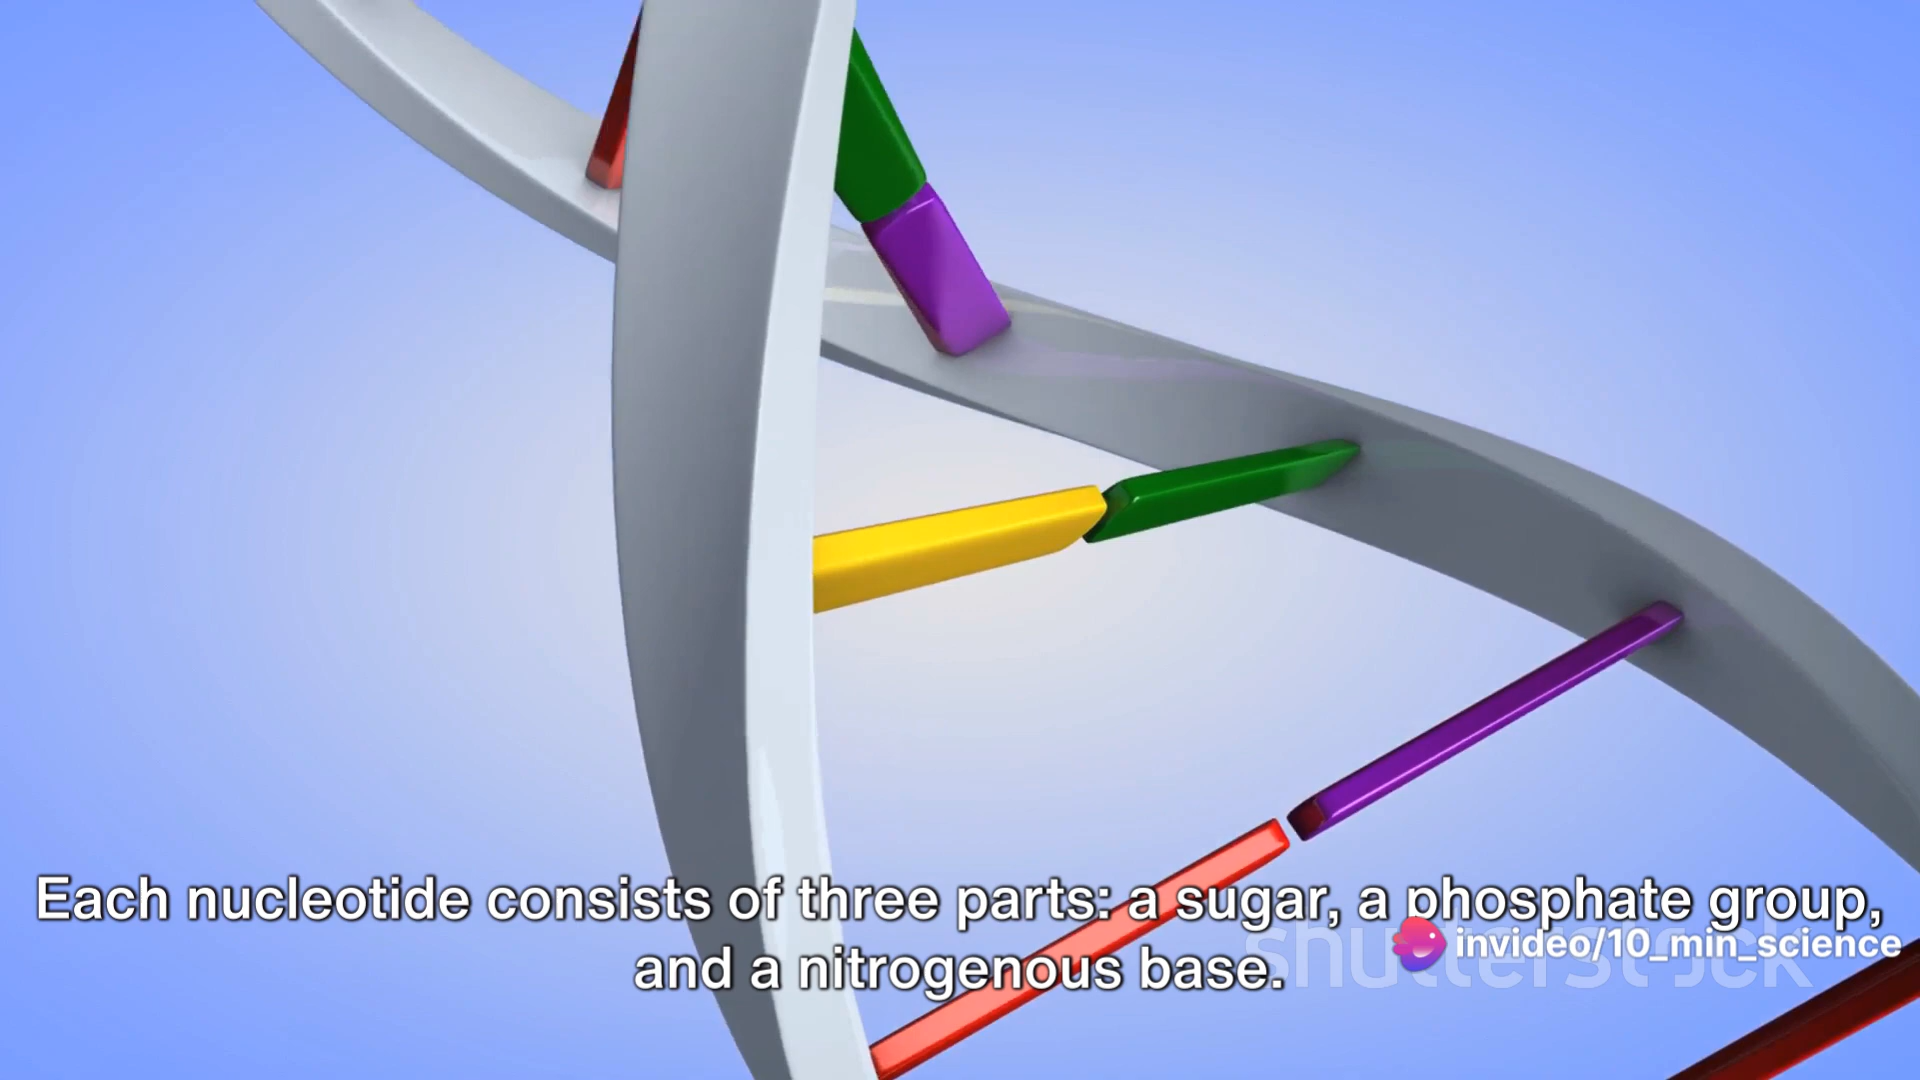 Each nucleotide consists of three parts: a sugar, a phosphate group,
and a nitrogenous base.
shutterstock
invideo/10_min_science